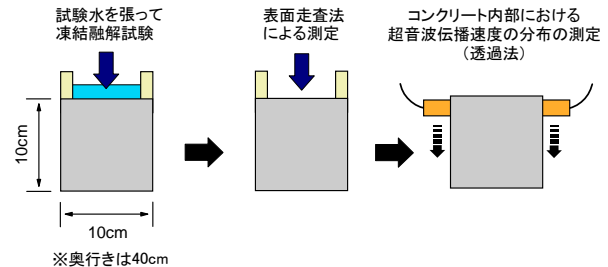 試験水を張って
凍結融解試験
表面走査法
による測定
コンクリート内部における
超音波伝播速度の分布の測定
(透過法)
10cm
10cm
※奥行きは40cm